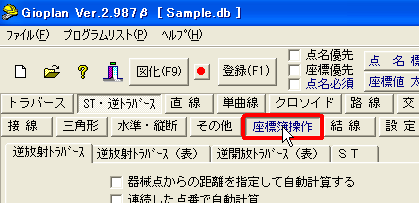 Gioplan Ver.2.987β [ Sample.db ]
ﾌｧｲﾙ(F) ﾌﾟﾛｸﾞﾗﾑﾘｽﾄ(P) ﾍﾙﾌﾟ(H)
図化(F9) 登録(F1)
点名優先
座標優先
点名必須
点 名
座標値
トラバース ST・逆ﾄﾗﾊﾞｰｽ 直 線 単曲線 クロソイド 路 線 交
接 線 三角形 水準・縦断 その他 座標簿操作 結 線 設 定
逆放射ﾄﾗﾊﾞｰｽ 逆放射ﾄﾗﾊﾞｰｽ（表） 逆開放ﾄﾗﾊﾞｰｽ（表） ＳＴ
器械点からの距離を指定して自動計算する
連続した点番で自動計算